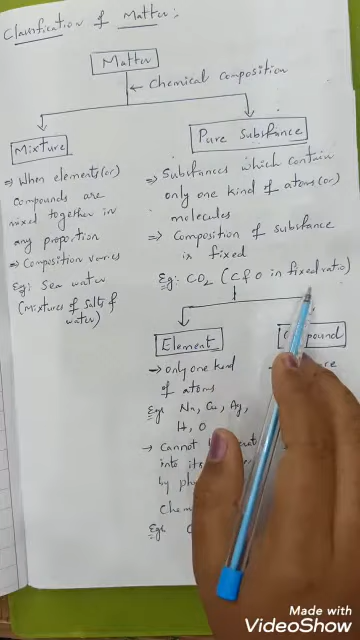 Classification of Matter:
Matter
Chemical composition
Mixture
⇒ When elements(or)
compounds are
mixed together in
any proportion
⇒ Composition varies
Eg: Sea water
(Mixtures of Salts &
water)
Pure Substance
⇒ Substances which contain
only one kind of atoms(or)
molecules
⇒ Composition of substance
is fixed
Eg: CO2 (C & O in fixed ratio)
Element
→ only one kind
of atoms
Eg: Na, Cu, Ag,
H, O
→ Cannot
into its
by
Chem
Eg:
Made with
VideoShow